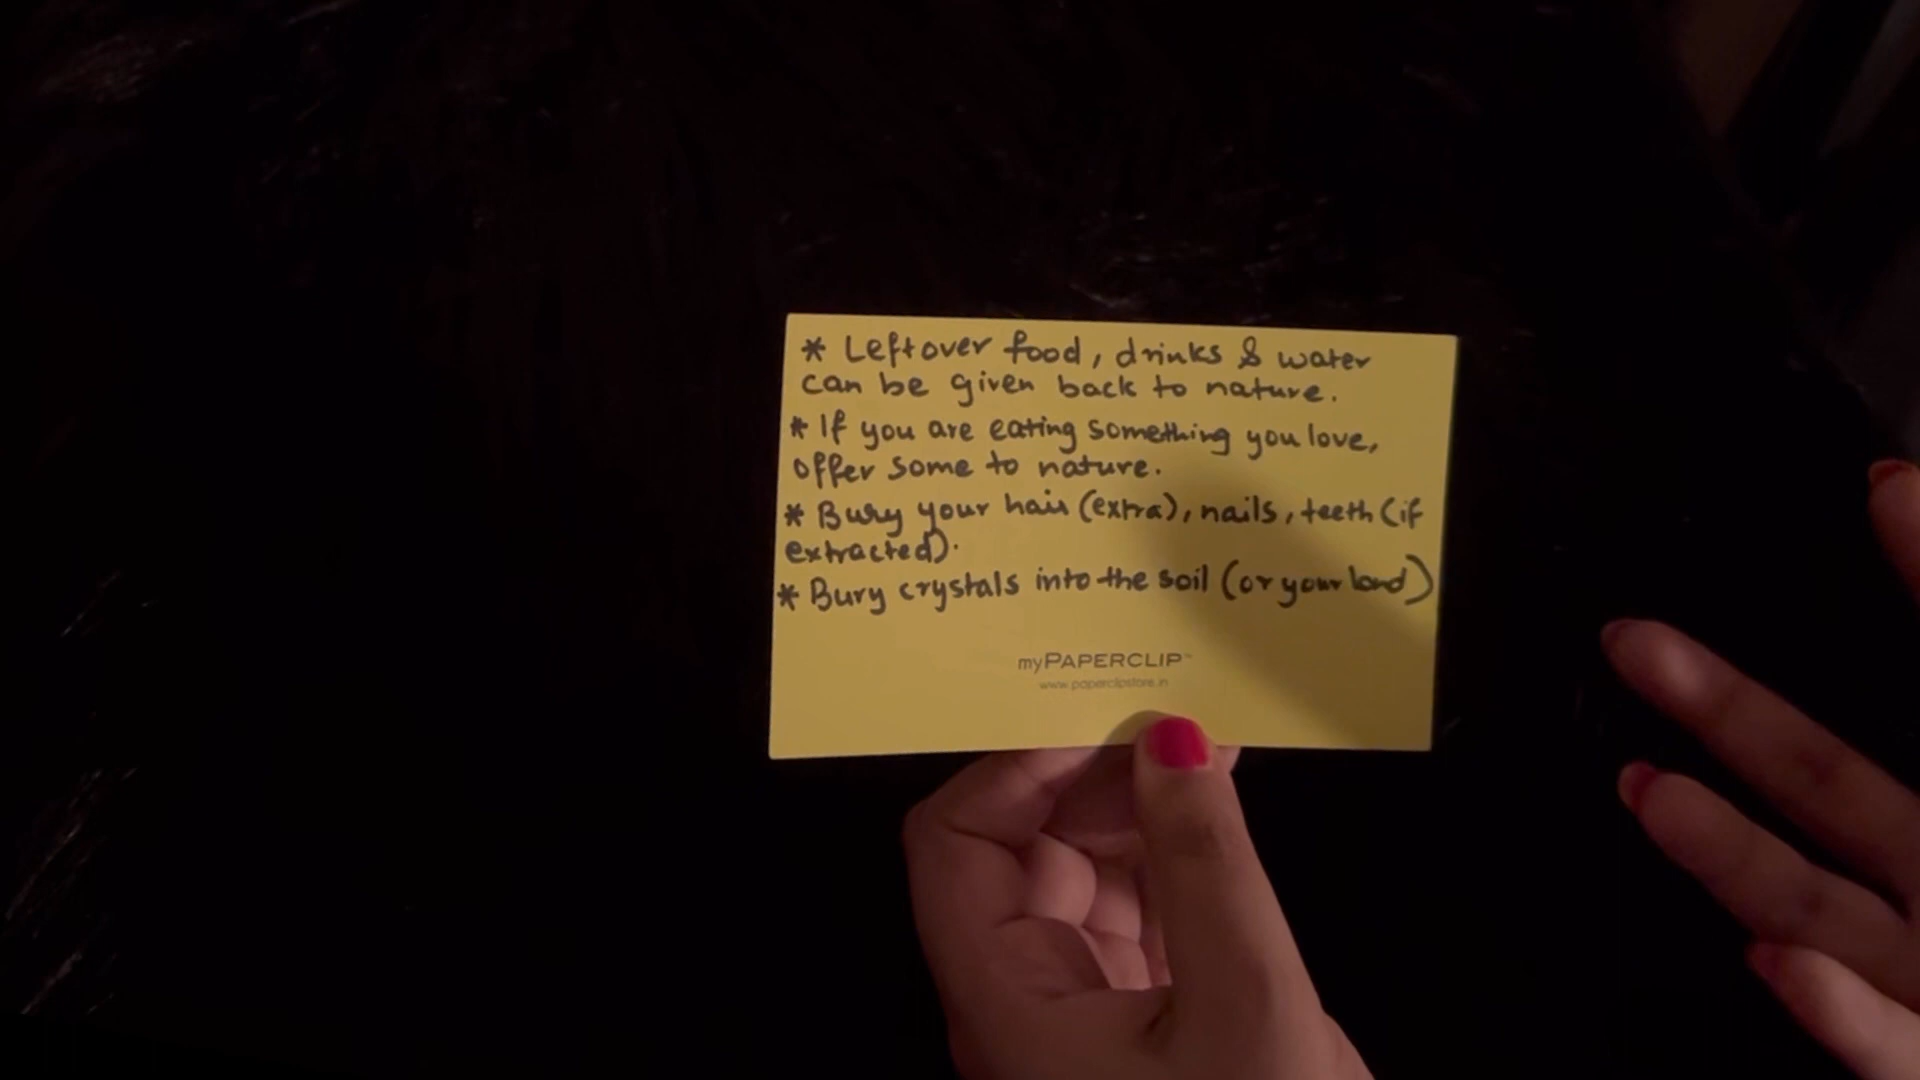 * Leftover food, drinks & water
can be given back to nature.
* If you are eating something you love,
offer some to nature.
* Bury your hair (extra), nails, teeth (if
extracted).
* Bury crystals into the soil (or your land)
myPAPERCLIP™
www.paperclipstore.in